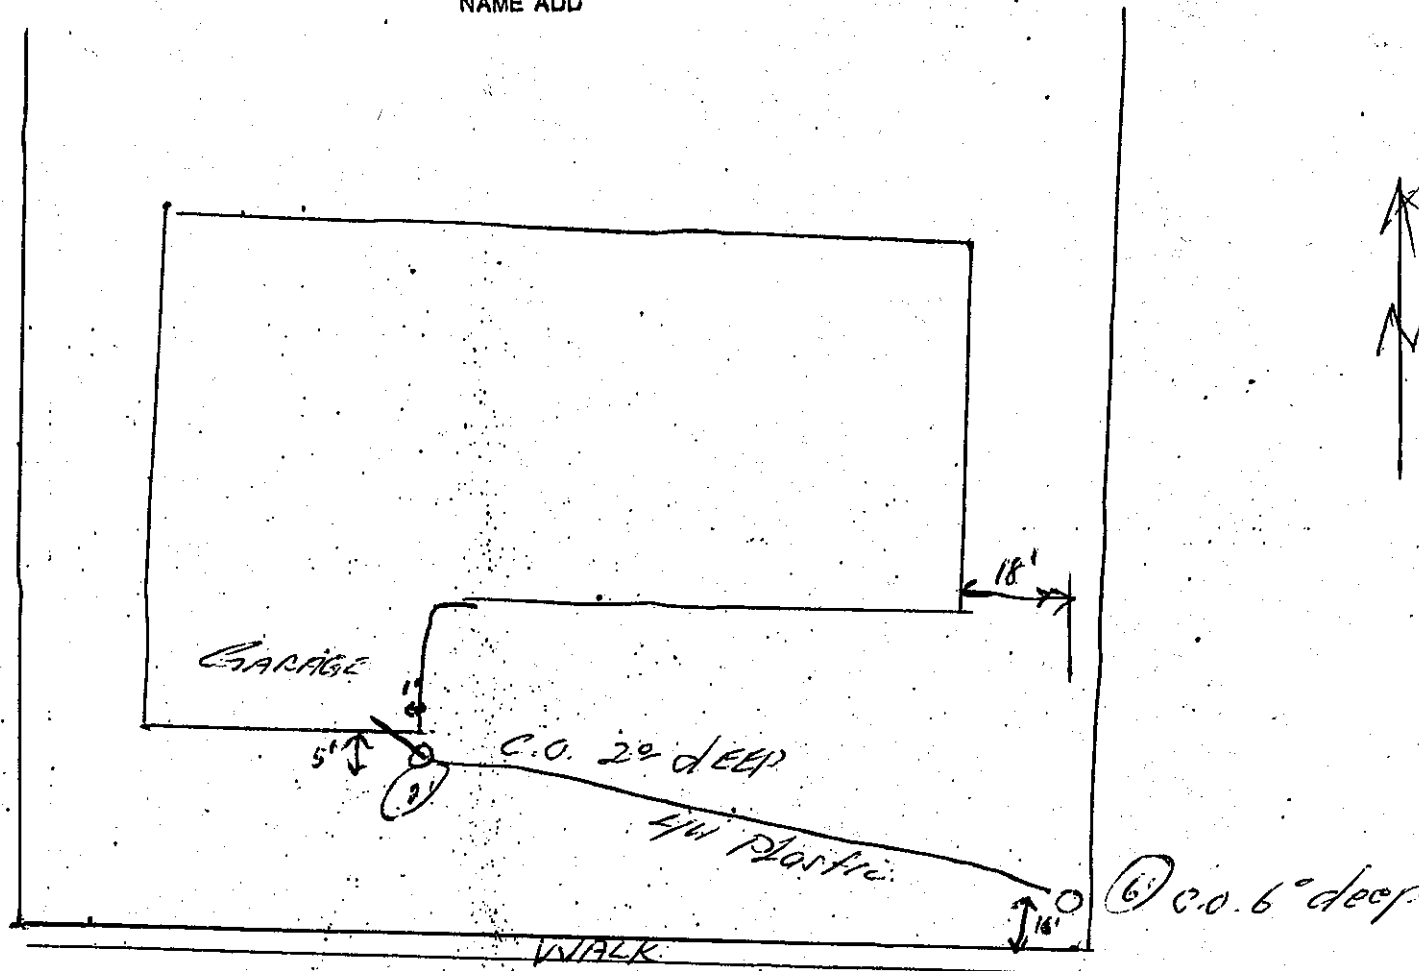 NAME ADD
N
18'
GARAGE
1'
5'
C.O. 2° dEEP
2'
4" PLastic
6' C.O. 6° deep
16'
WALK